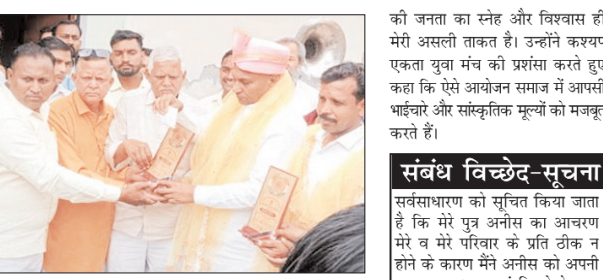 की जनता का स्नेह और विश्वास ही
मेरी असली ताकत है। उन्होंने कश्यप
एकता युवा मंच की प्रशंसा करते हुए
कहा कि ऐसे आयोजन समाज में आपसी
भाईचारे और सांस्कृतिक मूल्यों को मजबूत
करते हैं।
संबंध विच्छेद-सूचना
सर्वसाधारण को सूचित किया जाता
है कि मेरे पुत्र अनीस का आचरण
मेरे व मेरे परिवार के प्रति ठीक न
होने के कारण मैंने अनीस को अपनी